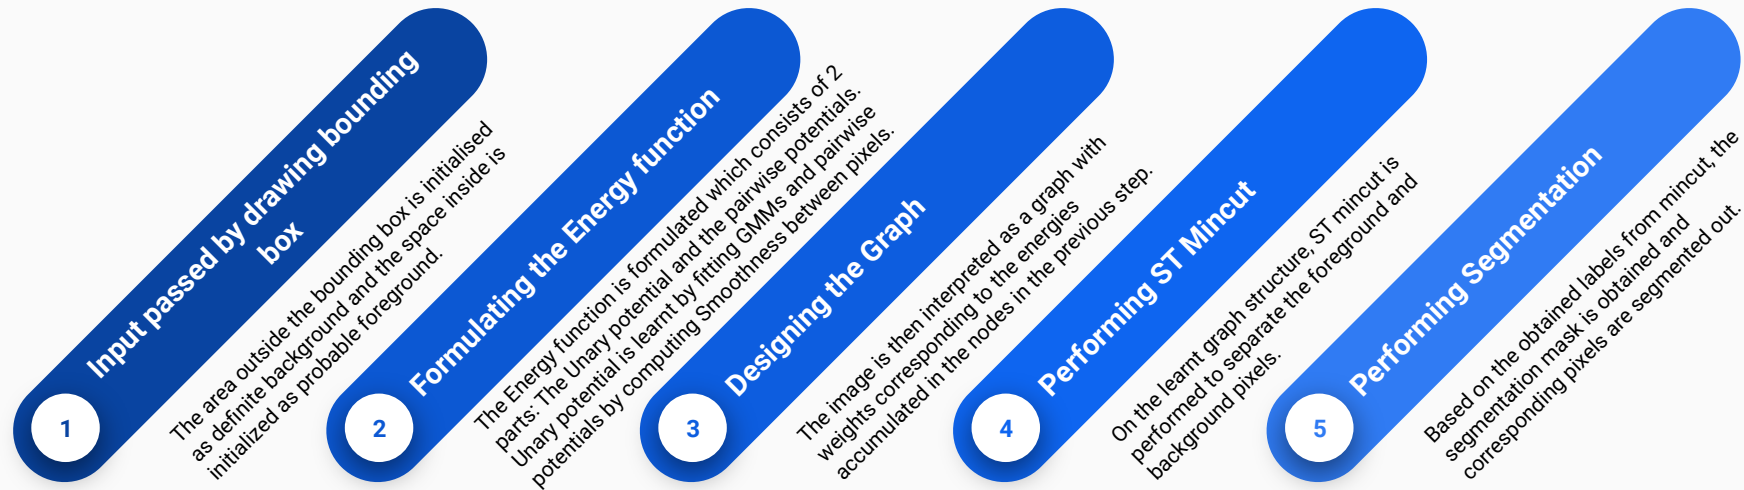 1
Input passed by drawing bounding
box
The area outside the bounding box is initialised
as definite background and the space inside is
initialized as probable foreground.
2
Formulating the Energy function
The Energy function is formulated which consists of 2
parts: The Unary potential and the pairwise potentials.
Unary potential is learnt by fitting GMMs and pairwise
potentials by computing Smoothness between pixels.
3
Designing the Graph
The image is then interpreted as a graph with
weights corresponding to the energies
accumulated in the nodes in the previous step.
4
Performing ST Mincut
On the learnt graph structure, ST mincut is
performed to separate the foreground and
background pixels.
5
Performing Segmentation
Based on the obtained labels from mincut, the
segmentation mask is obtained and
corresponding pixels are segmented out.